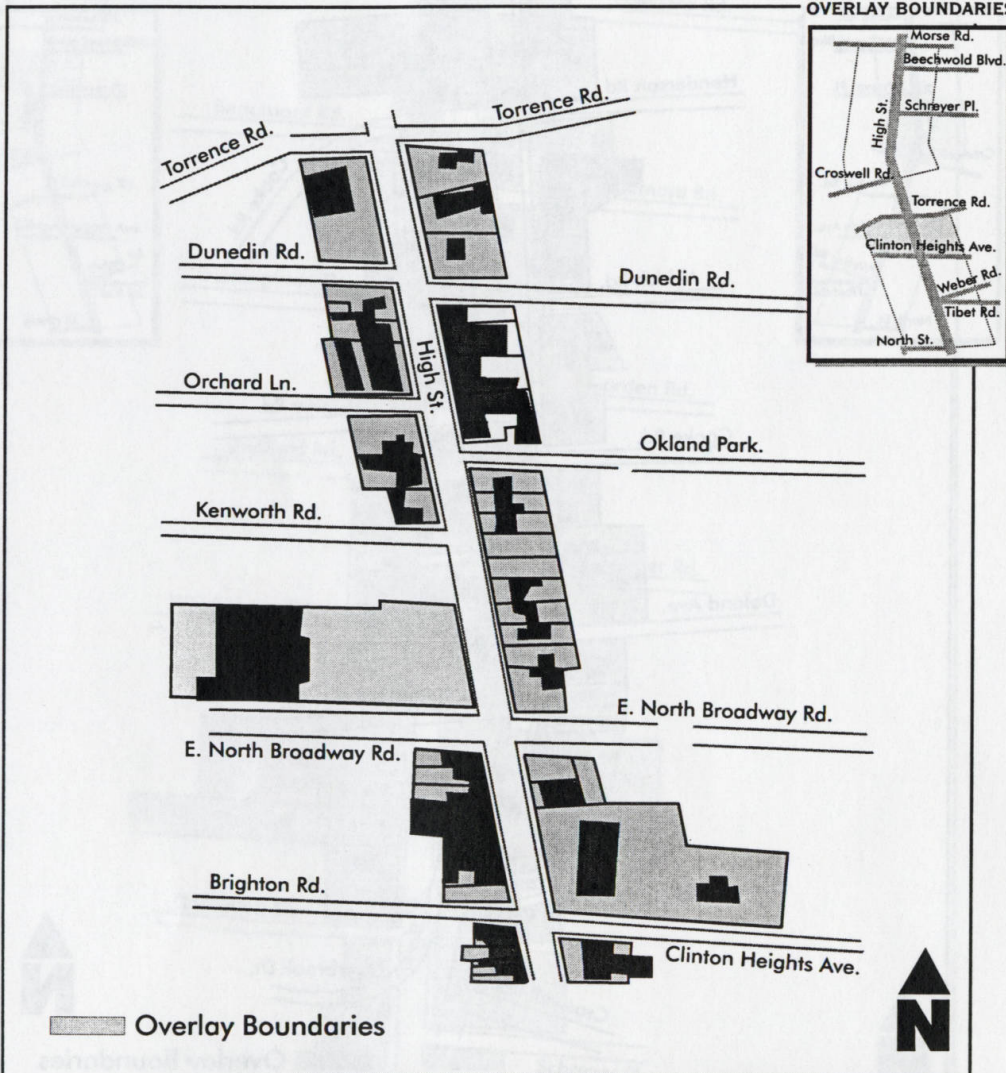 OVERLAY BOUNDARIES
Morse Rd.
Beechwold Blvd.
High St.
Schreyer Pl.
Croswell Rd.
Torrence Rd.
Clinton Heights Ave.
Weber Rd.
Tibet Rd.
North St.
Torrence Rd.
Torrence Rd.
Dunedin Rd.
Dunedin Rd.
High St.
Orchard Ln.
Okland Park.
Kenworth Rd.
E. North Broadway Rd.
E. North Broadway Rd.
Brighton Rd.
Clinton Heights Ave.
Overlay Boundaries
N